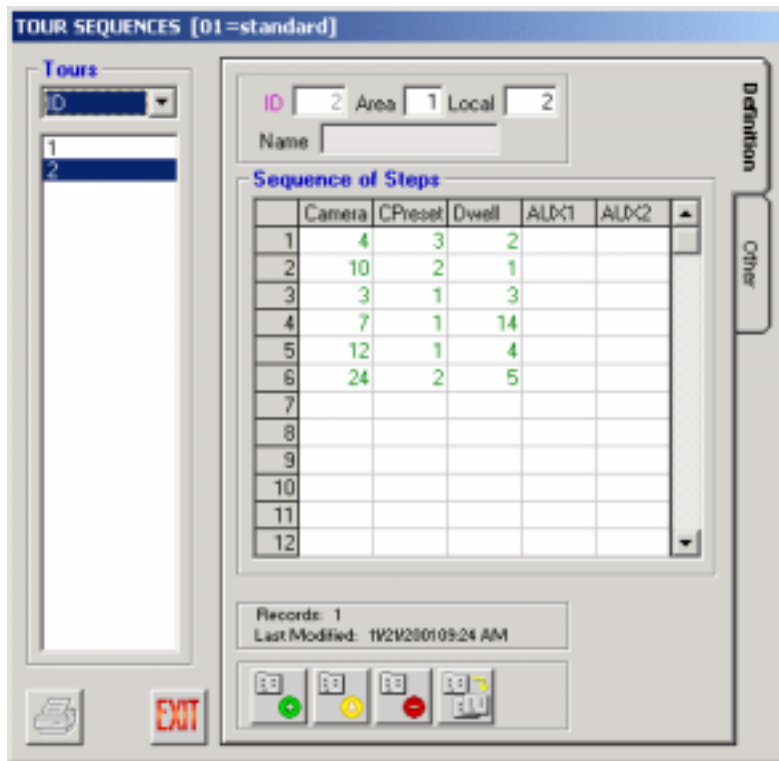 TOUR SEQUENCES [01=standard]
Tours
ID
1
2
ID 2 Area 1 Local 2
Name
Sequence of Steps
Camera CPreset Dwell AUX1 AUX2
1 4 3 2
2 10 2 1
3 3 1 3
4 7 1 14
5 12 1 4
6 24 2 5
7
8
9
10
11
12
Records: 1
Last Modified: 11/21/2001 09:24 AM
EXIT
Definition
Other